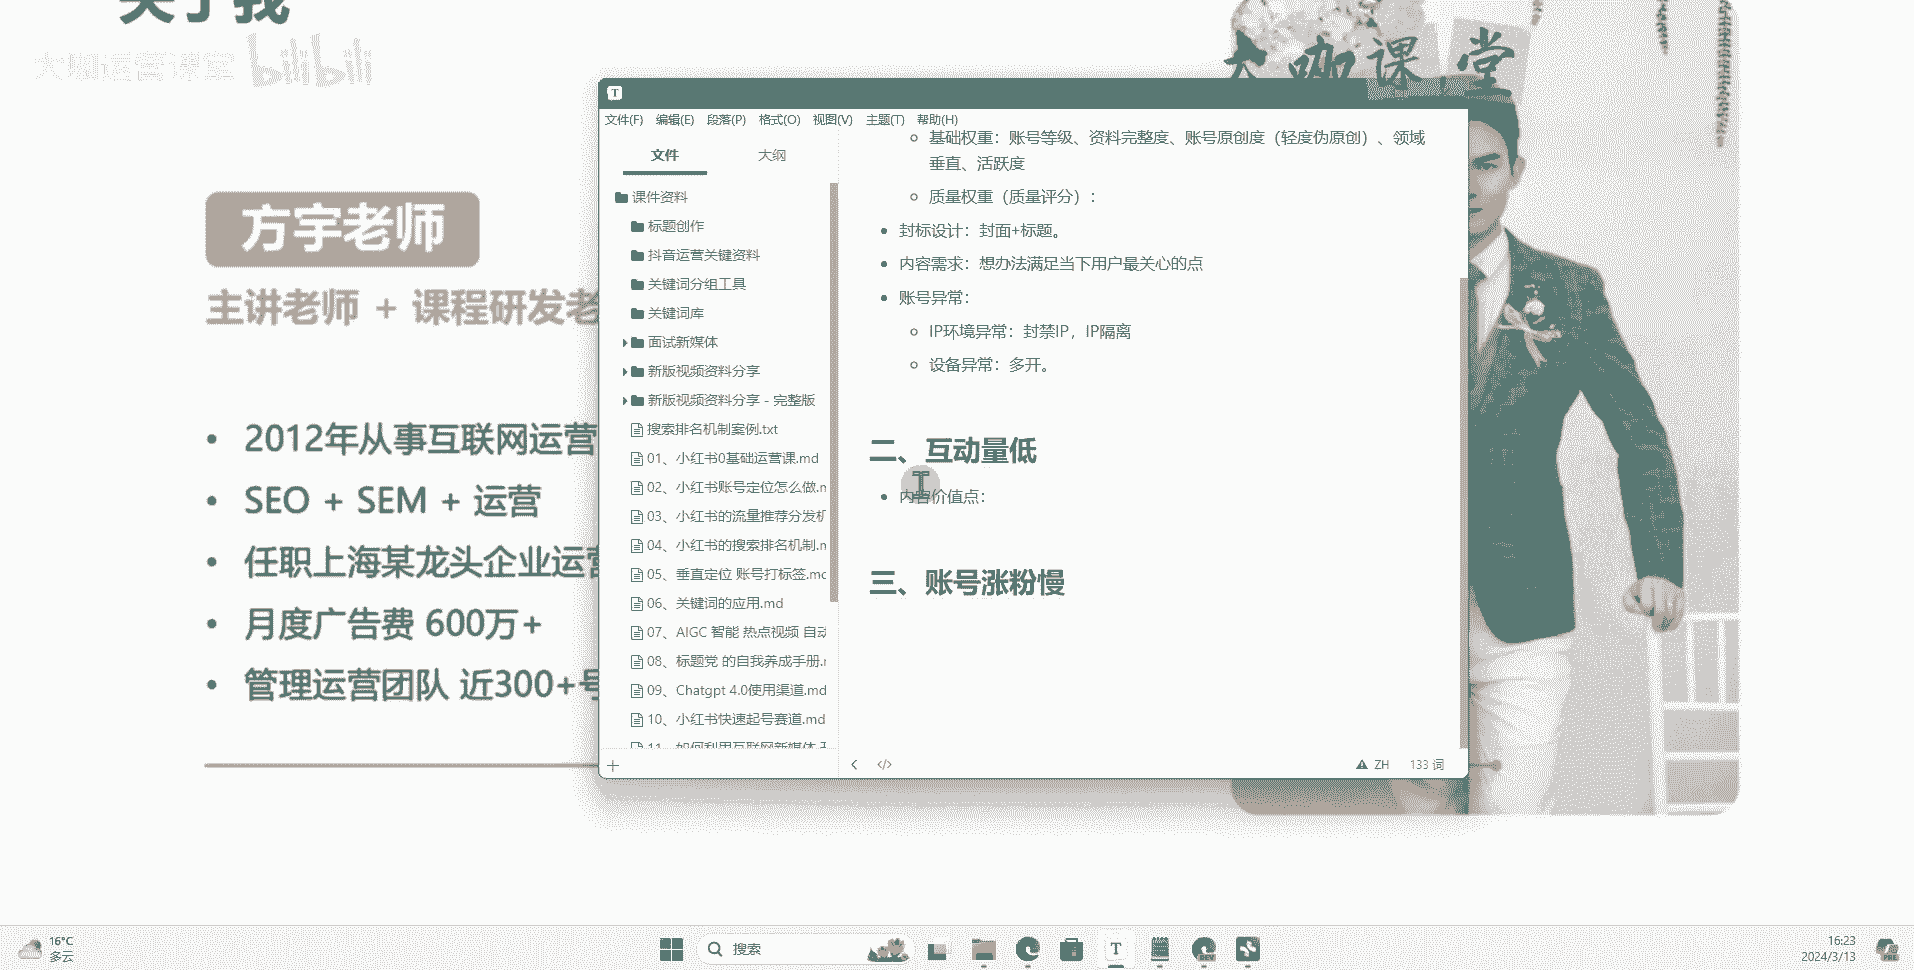 关于我
大咖运营课堂 bilibili
大咖课堂
方宇老师
主讲老师 + 课程研发老
2012年从事互联网运营
SEO + SEM + 运营
任职上海某龙头企业运营
月度广告费 600万+
管理运营团队 近300+号
T
文件(F) 编辑(E) 段落(P) 格式(O) 视图(V) 主题(T) 帮助(H)
文件 大纲
课件资料
标题创作
抖音运营关键资料
关键词分组工具
关键词库
面试新媒体
新版视频资料分享
新版视频资料分享 - 完整版
搜索排名机制案例.txt
01、小红书0基础运营课.md
02、小红书账号定位怎么做.m
03、小红书的流量推荐分发机
04、小红书的搜索排名机制.m
05、垂直定位 账号打标签.mc
06、关键词的应用.md
07、AIGC 智能 热点视频 自动
08、标题党 的自我养成手册.r
09、Chatgpt 4.0使用渠道.md
10、小红书快速起号赛道.md
11、如何利用互联网新媒体
基础权重：账号等级、资料完整度、账号原创度（轻度伪原创）、领域
垂直、活跃度
质量权重（质量评分）：
封标设计：封面+标题。
内容需求：想办法满足当下用户最关心的点
账号异常：
IP环境异常：封禁IP，IP隔离
设备异常：多开。
二、互动量低
内容价值点：
三、账号涨粉慢
ZH 133 词
16°C
多云
搜索
T
DEV
16:23
2024/3/13
PRE